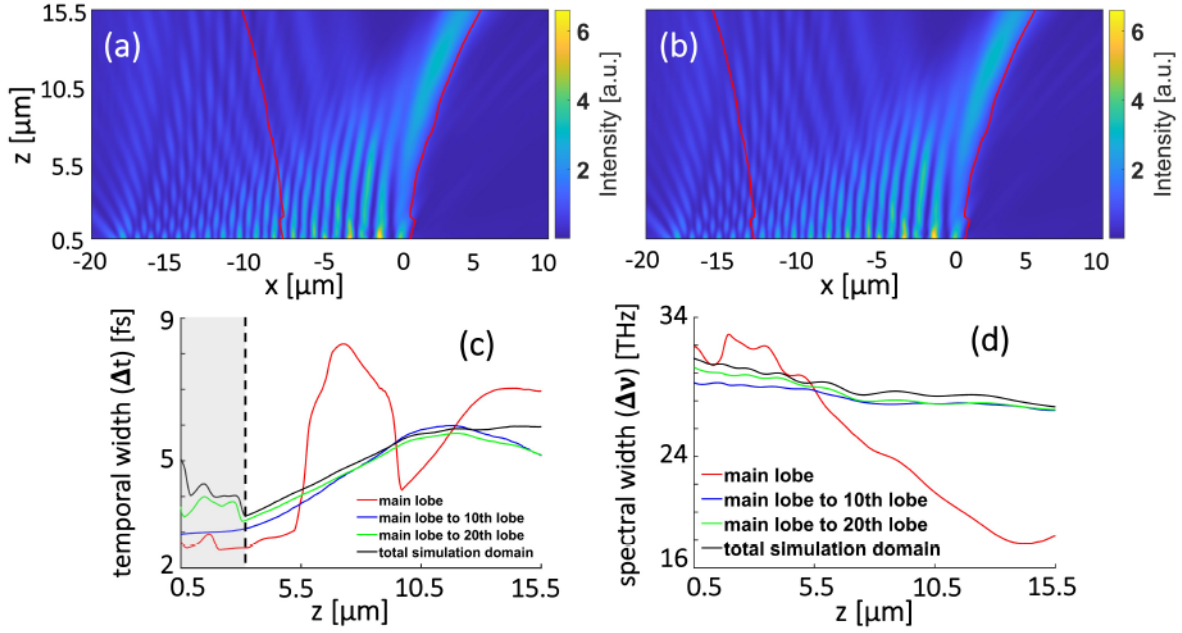 15.5
10.5
5.5
0.5
z [μm]
(a)
-20
-15
-10
-5
0
5
10
x [μm]
6
4
2
Intensity [a.u.]
(b)
-20
-15
-10
-5
0
5
10
x [μm]
6
4
2
Intensity [a.u.]
temporal width (Δt) [fs]
9
5
2
(c)
main lobe
main lobe to 10th lobe
main lobe to 20th lobe
total simulation domain
0.5
5.5
10.5
15.5
z [μm]
spectral width (Δν) [THz]
34
24
16
(d)
main lobe
main lobe to 10th lobe
main lobe to 20th lobe
total simulation domain
0.5
5.5
10.5
15.5
z [μm]